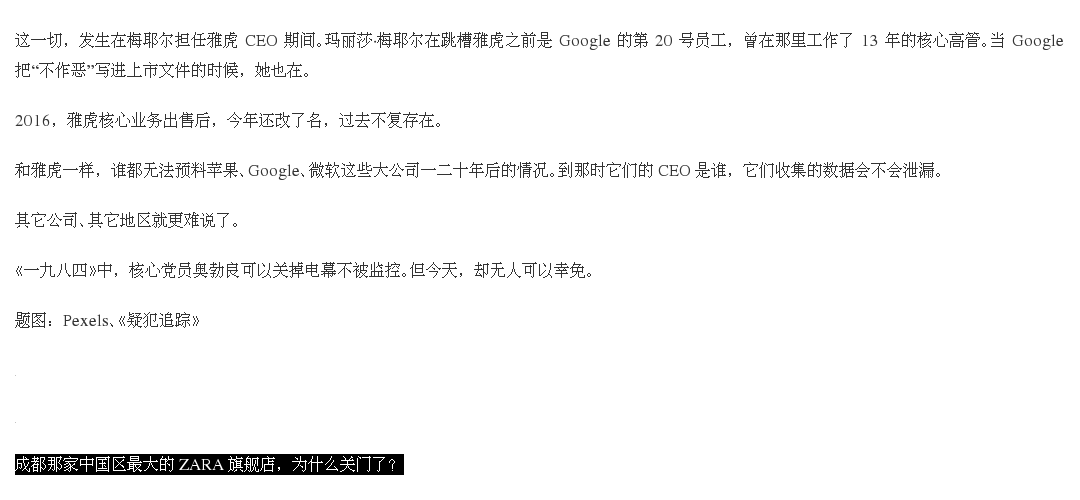 这一切，发生在梅耶尔担任雅虎 CEO 期间。玛丽莎·梅耶尔在跳槽雅虎之前是 Google 的第 20 号员工，曾在那里工作了 13 年的核心高管。当 Google
把“不作恶”写进上市文件的时候，她也在。
2016，雅虎核心业务出售后，今年还改了名，过去不复存在。
和雅虎一样，谁都无法预料苹果、Google、微软这些大公司一二十年后的情况。到那时它们的 CEO 是谁，它们收集的数据会不会泄漏。
其它公司、其它地区就更难说了。
《一九八四》中，核心党员奥勃良可以关掉电幕不被监控。但今天，却无人可以幸免。
题图：Pexels、《疑犯追踪》
.
.
成都那家中国区最大的 ZARA 旗舰店，为什么关门了？